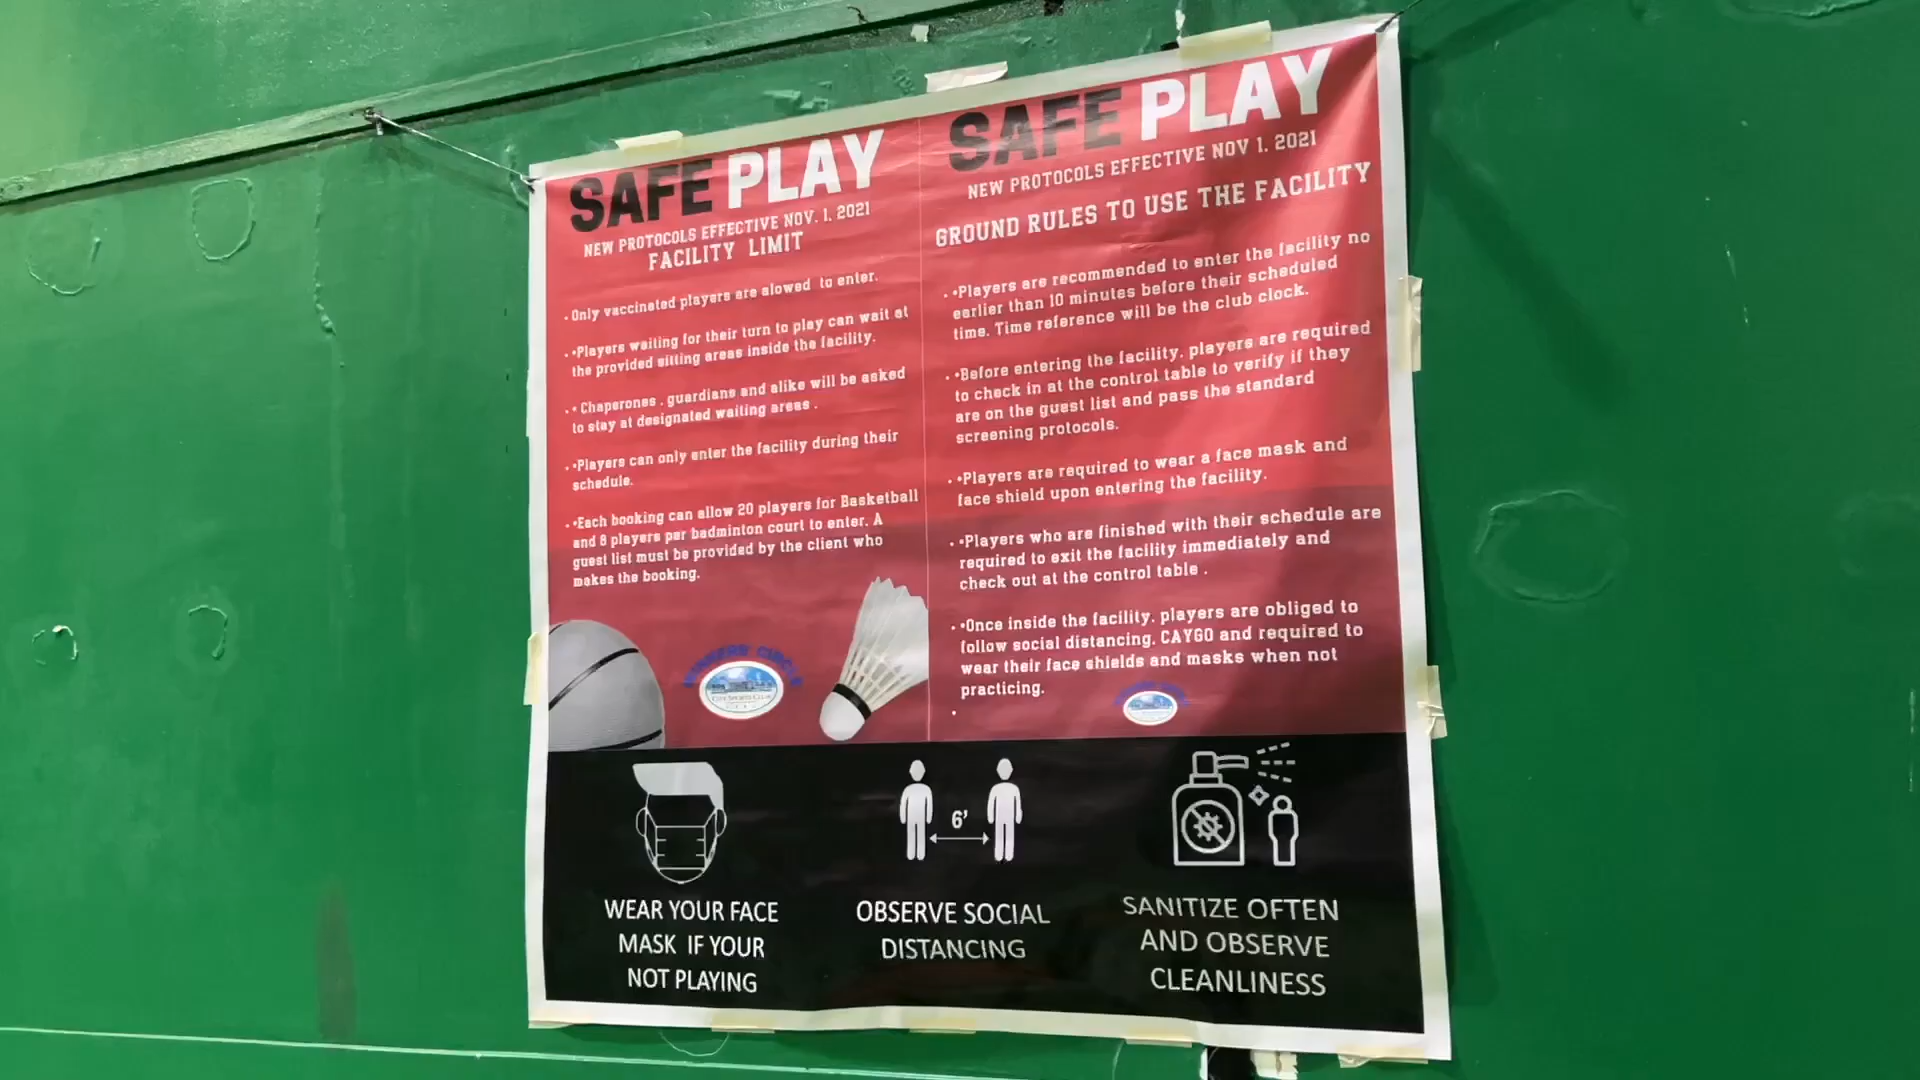 SAFE PLAY
NEW PROTOCOLS EFFECTIVE NOV. 1. 2021
FACILITY LIMIT
. Only vaccinated players are alowed to enter.
. •Players waiting for their turn to play can wait at
the provided sitting areas inside the facility.
. • Chaperones . guardians and alike will be asked
to stay at designated waiting areas .
. •Players can only enter the facility during their
schedule.
. •Each booking can allow 20 players for Basketball
and 8 players per badminton court to enter. A
guest list must be provided by the client who
makes the booking.
CITY SPORTS CLUB
SAFE PLAY
NEW PROTOCOLS EFFECTIVE NOV 1. 2021
GROUND RULES TO USE THE FACILITY
. •Players are recommended to enter the facility no
earlier than 10 minutes before their scheduled
time. Time reference will be the club clock.
. •Before entering the facility. players are required
to check in at the control table to verify if they
are on the guest list and pass the standard
screening protocols.
. •Players are required to wear a face mask and
face shield upon entering the facility.
. •Players who are finished with their schedule are
required to exit the facility immediately and
check out at the control table .
. •Once inside the facility. players are obliged to
follow social distancing. CAYGO and required to
wear their face shields and masks when not
practicing.
.
6'
WEAR YOUR FACE
MASK IF YOUR
NOT PLAYING
OBSERVE SOCIAL
DISTANCING
SANITIZE OFTEN
AND OBSERVE
CLEANLINESS